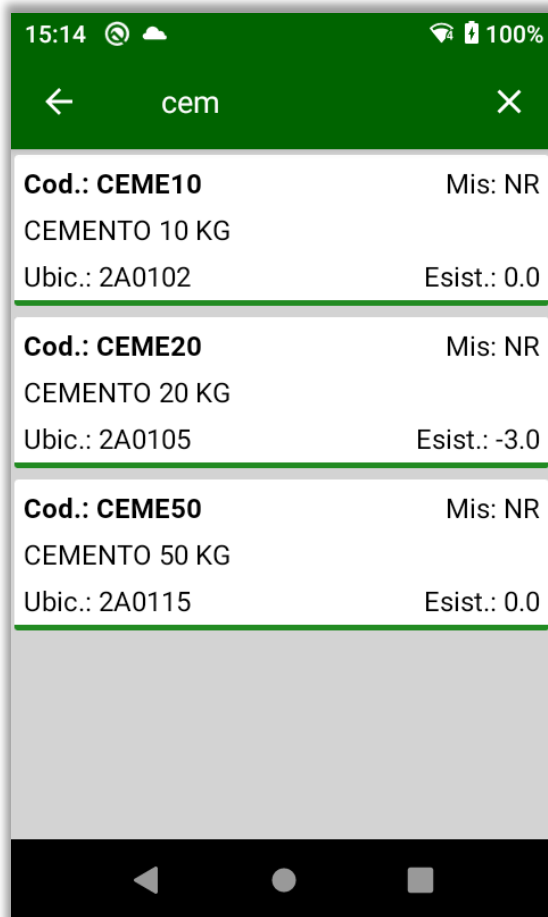 15:14 100%
cem
Cod.: CEME10 Mis: NR
CEMENTO 10 KG
Ubic.: 2A0102 Esist.: 0.0
Cod.: CEME20 Mis: NR
CEMENTO 20 KG
Ubic.: 2A0105 Esist.: -3.0
Cod.: CEME50 Mis: NR
CEMENTO 50 KG
Ubic.: 2A0115 Esist.: 0.0